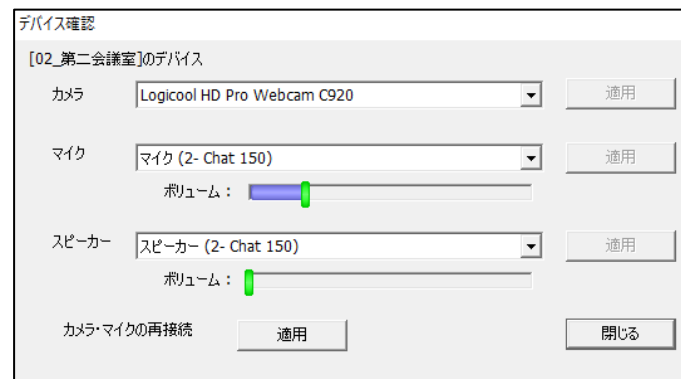 デバイス確認
[02_第二会議室]のデバイス
カメラ Logicool HD Pro Webcam C920 適用
マイク マイク (2- Chat 150) 適用
ボリューム：
スピーカー スピーカー (2- Chat 150) 適用
ボリューム：
カメラ・マイクの再接続 適用 閉じる